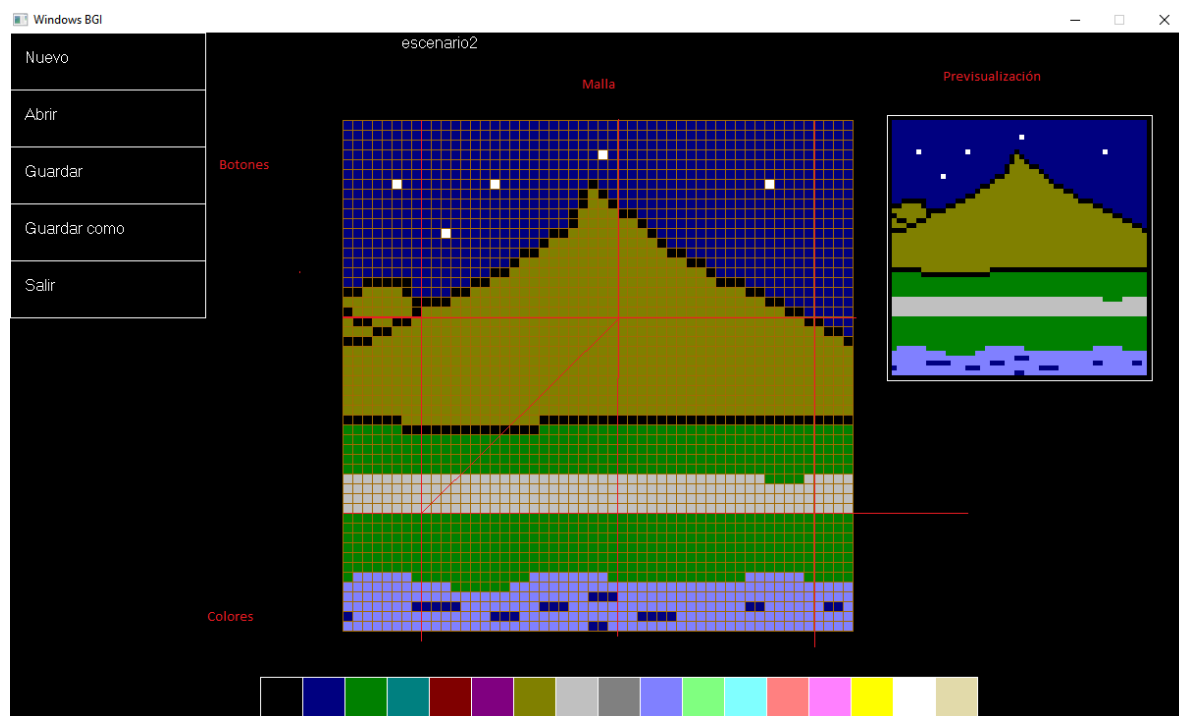 Windows BGI
escenario2
Nuevo
Malla
Previsualización
Abrir
Botones
Guardar
Guardar como
Salir
Colores